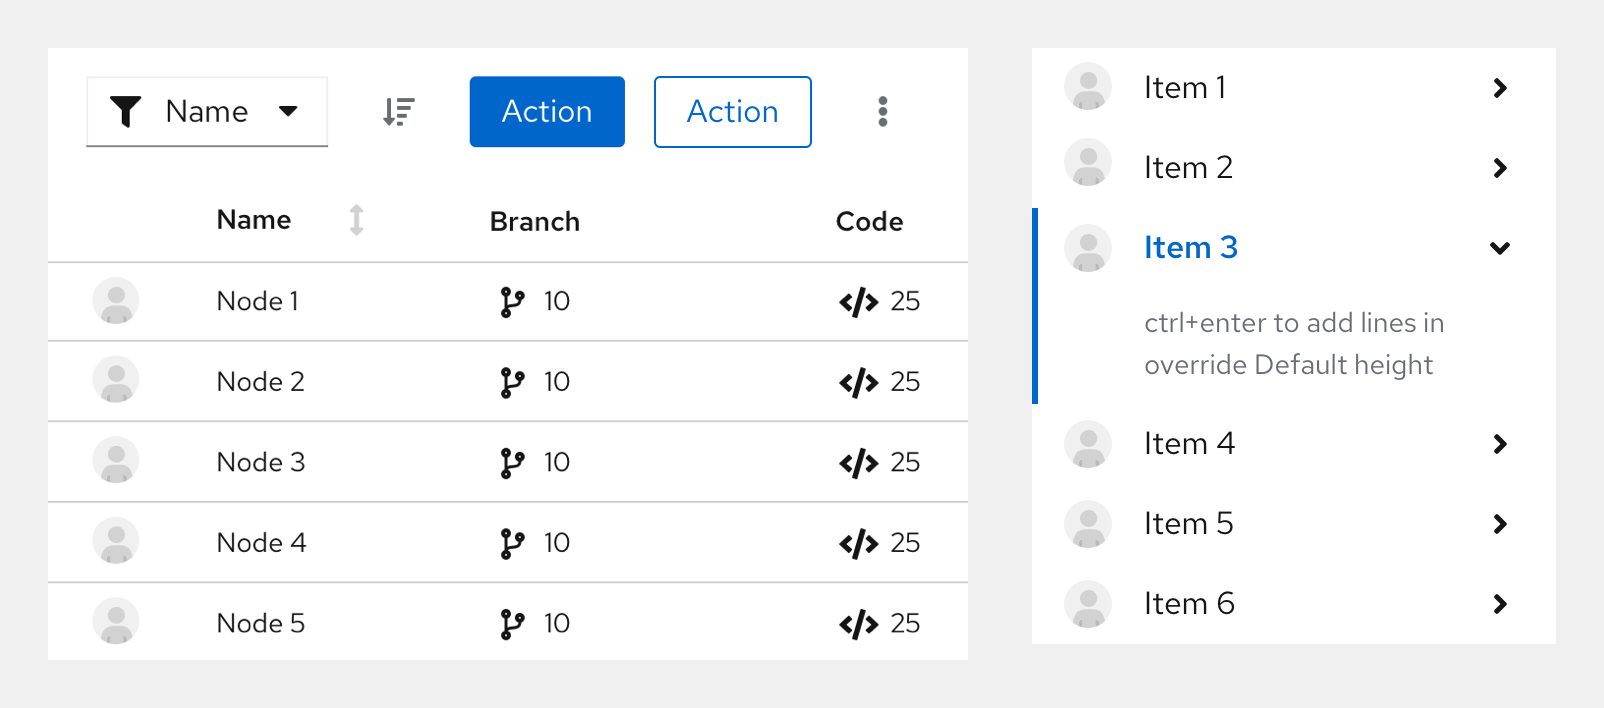 Name Action Action
Name Branch Code
Node 1 10 25
Node 2 10 25
Node 3 10 25
Node 4 10 25
Node 5 10 25
Item 1
Item 2
Item 3
ctrl+enter to add lines in
override Default height
Item 4
Item 5
Item 6